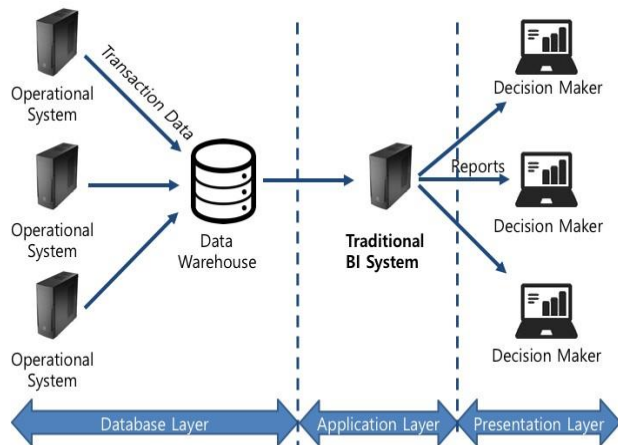 Operational
System
Transaction Data
Operational
System
Operational
System
Data
Warehouse
Traditional
BI System
Reports
Decision Maker
Decision Maker
Decision Maker
Database Layer
Application Layer
Presentation Layer